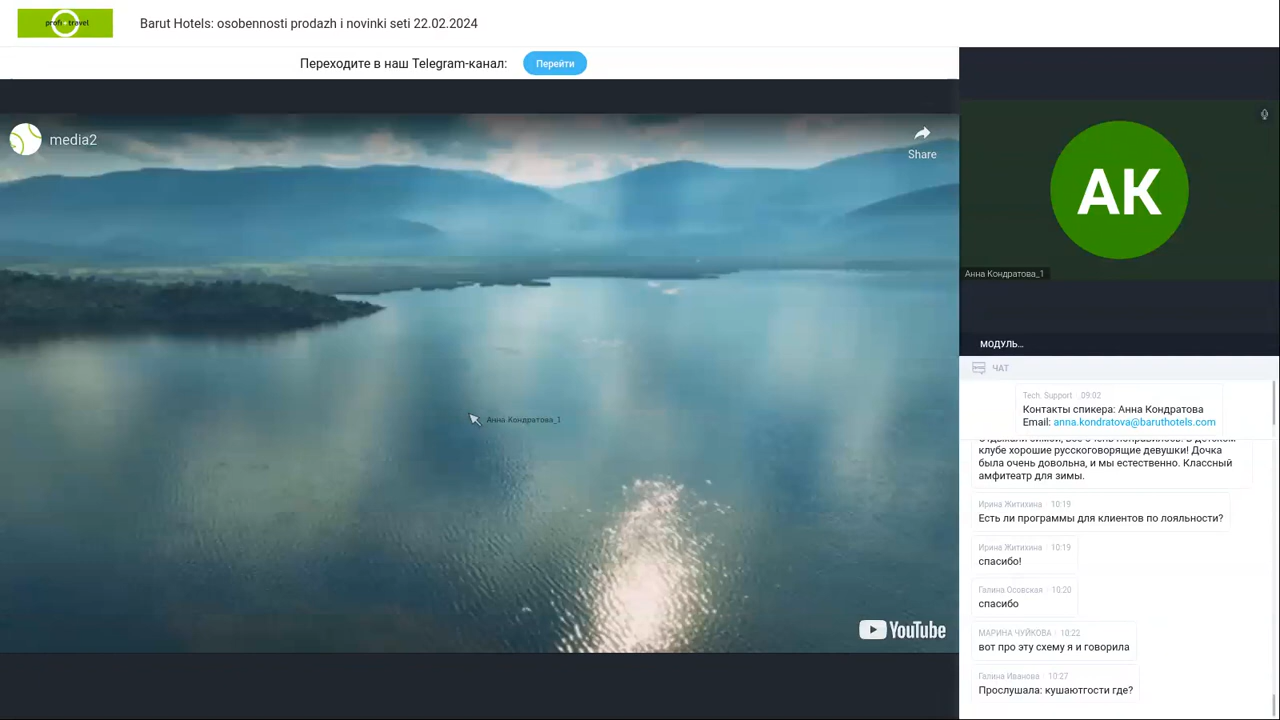 profi travel
Barut Hotels: osobennosti prodazh i novinki seti 22.02.2024
Переходите в наш Telegram-канал:
Перейти
media2
Share
Анна Кондратова_1
YouTube
АК
Анна Кондратова_1
МОДУЛЬ...
ЧАТ
Tech. Support 09:02
Контакты спикера: Анна Кондратова
Email: anna.kondratova@baruthotels.com
клубе хорошие русскоговорящие девушки! Дочка
была очень довольна, и мы естественно. Классный
амфитеатр для зимы.
Ирина Житихина 10:19
Есть ли программы для клиентов по лояльности?
Ирина Житихина 10:19
спасибо!
Галина Осовская 10:20
спасибо
МАРИНА ЧУЙКОВА 10:22
вот про эту схему я и говорила
Галина Иванова 10:27
Прослушала: кушаютгости где?